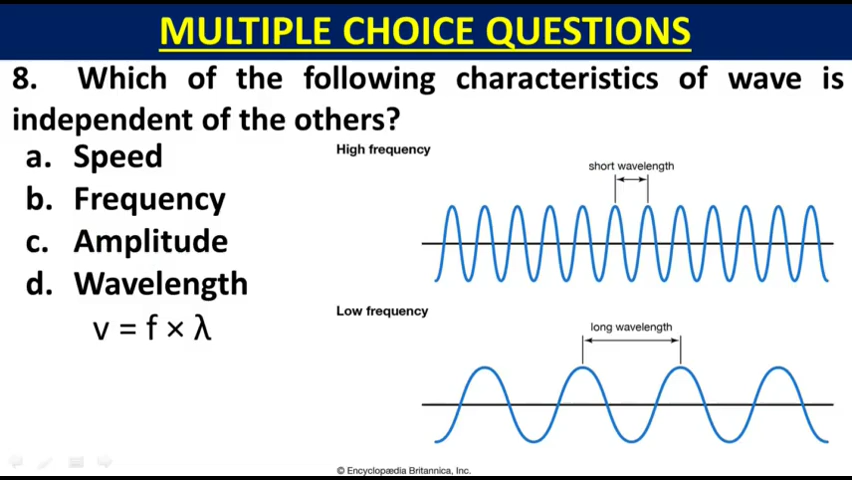 MULTIPLE CHOICE QUESTIONS
8. Which of the following characteristics of wave is
independent of the others?
a. Speed
b. Frequency
c. Amplitude
d. Wavelength
v = f × λ
High frequency
short wavelength
Low frequency
long wavelength
© Encyclopædia Britannica, Inc.